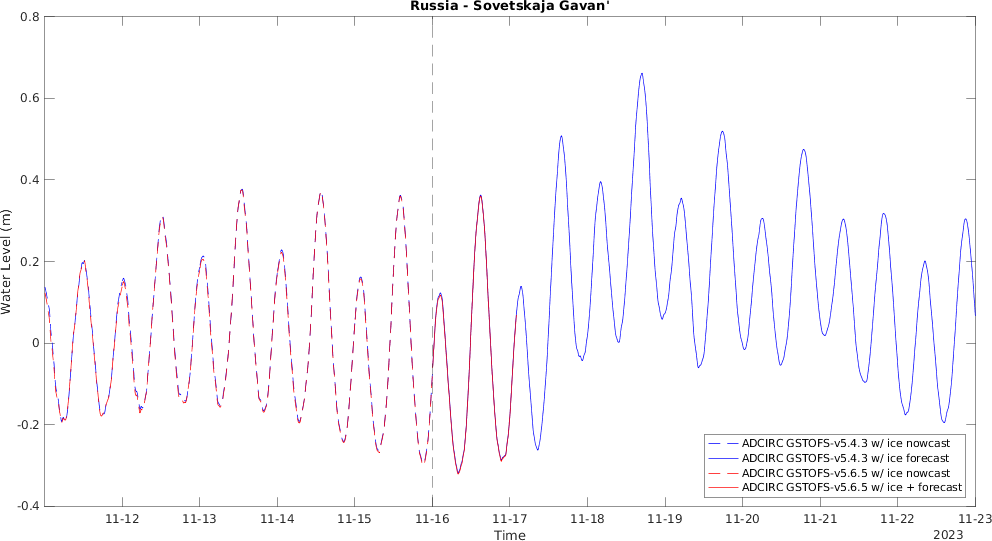 Russia - Sovetskaja Gavan'
Water Level (m)
0.8
0.6
0.4
0.2
0
-0.2
-0.4
11-12
11-13
11-14
11-15
11-16
11-17
11-18
11-19
11-20
11-21
11-22
11-23
Time
2023
ADCIRC GSTOFS-v5.4.3 w/ ice nowcast
ADCIRC GSTOFS-v5.4.3 w/ ice forecast
ADCIRC GSTOFS-v5.6.5 w/ ice nowcast
ADCIRC GSTOFS-v5.6.5 w/ ice + forecast